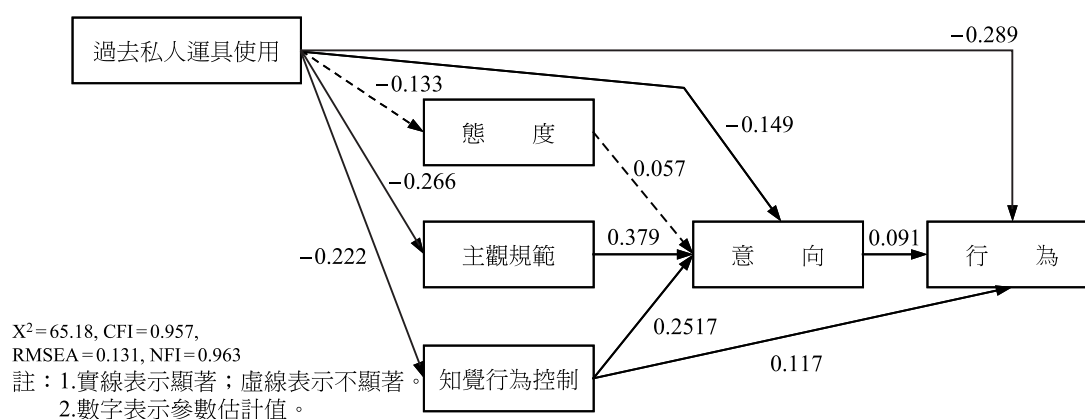 過去私人運具使用
−0.289
−0.133
態 度
−0.149
−0.266
0.057
−0.222
主觀規範
0.379
意 向
0.091
行 為
X²=65.18, CFI=0.957,
RMSEA=0.131, NFI=0.963
0.2517
0.117
知覺行為控制
註：1.實線表示顯著；虛線表示不顯著。
2.數字表示參數估計值。